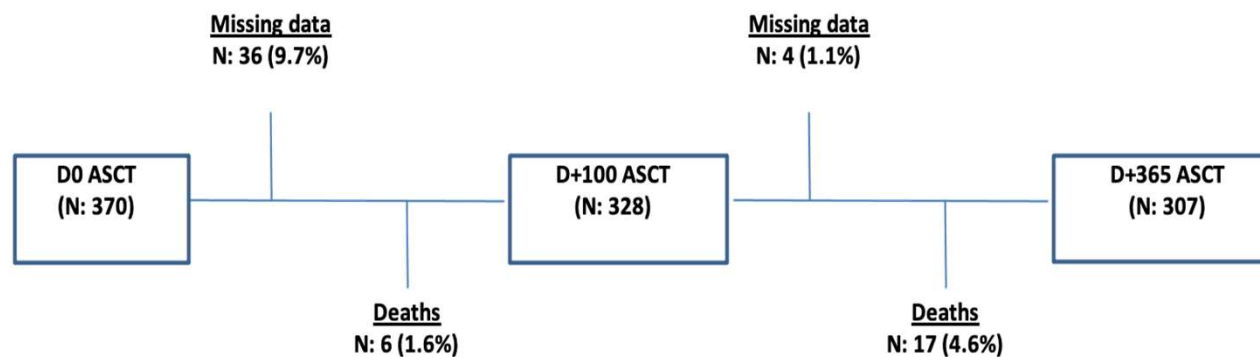 Missing data
N: 36 (9.7%)
Missing data
N: 4 (1.1%)
D0 ASCT
(N: 370)
D+100 ASCT
(N: 328)
D+365 ASCT
(N: 307)
Deaths
N: 6 (1.6%)
Deaths
N: 17 (4.6%)